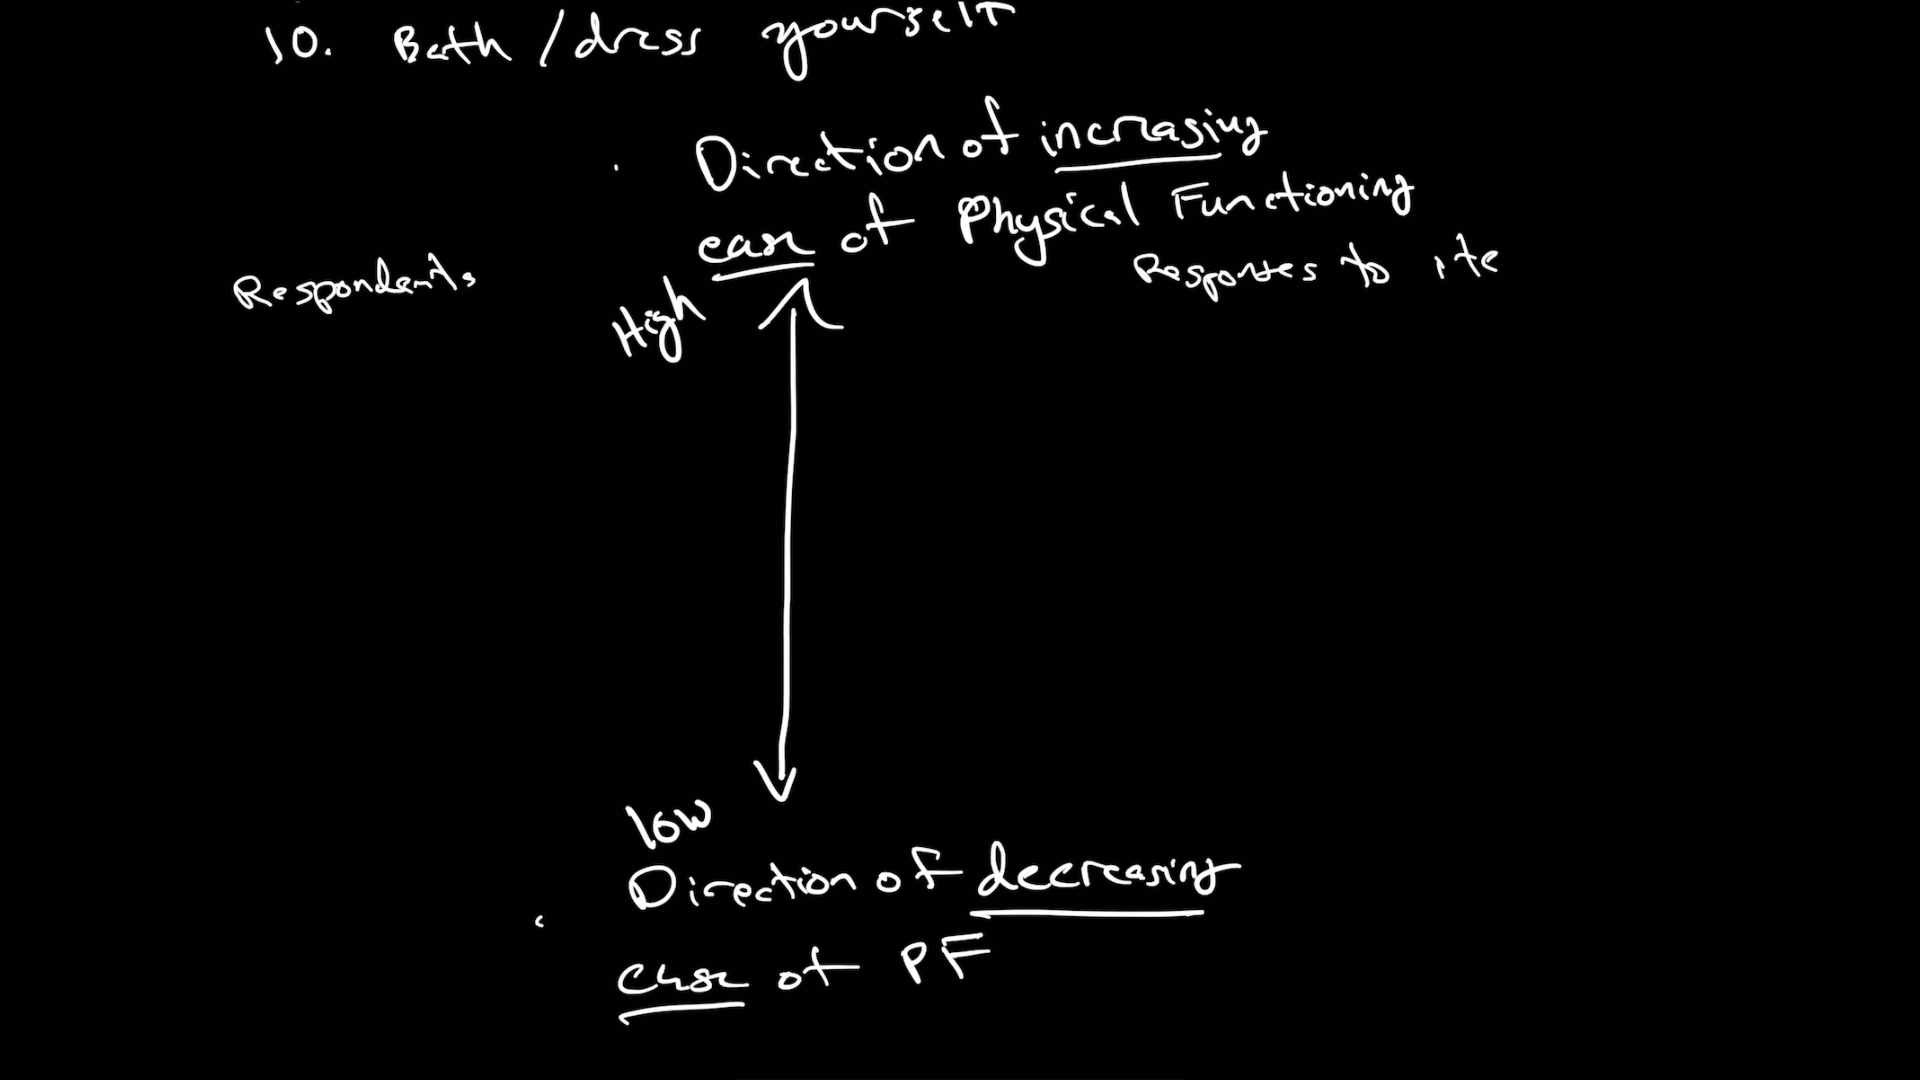 10. Bath/dress yourself
Direction of increasing
ease of Physical Functioning
Respondents
High
Responses to ite
low
Direction of decreasing
ease of PF